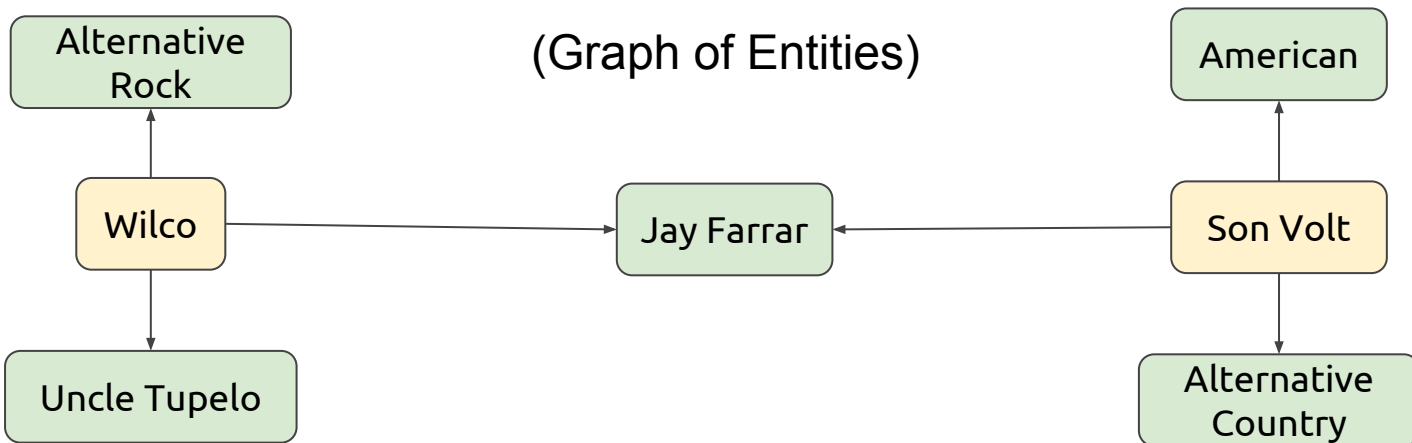 Alternative
Rock
(Graph of Entities)
American
Wilco
Jay Farrar
Son Volt
Uncle Tupelo
Alternative
Country